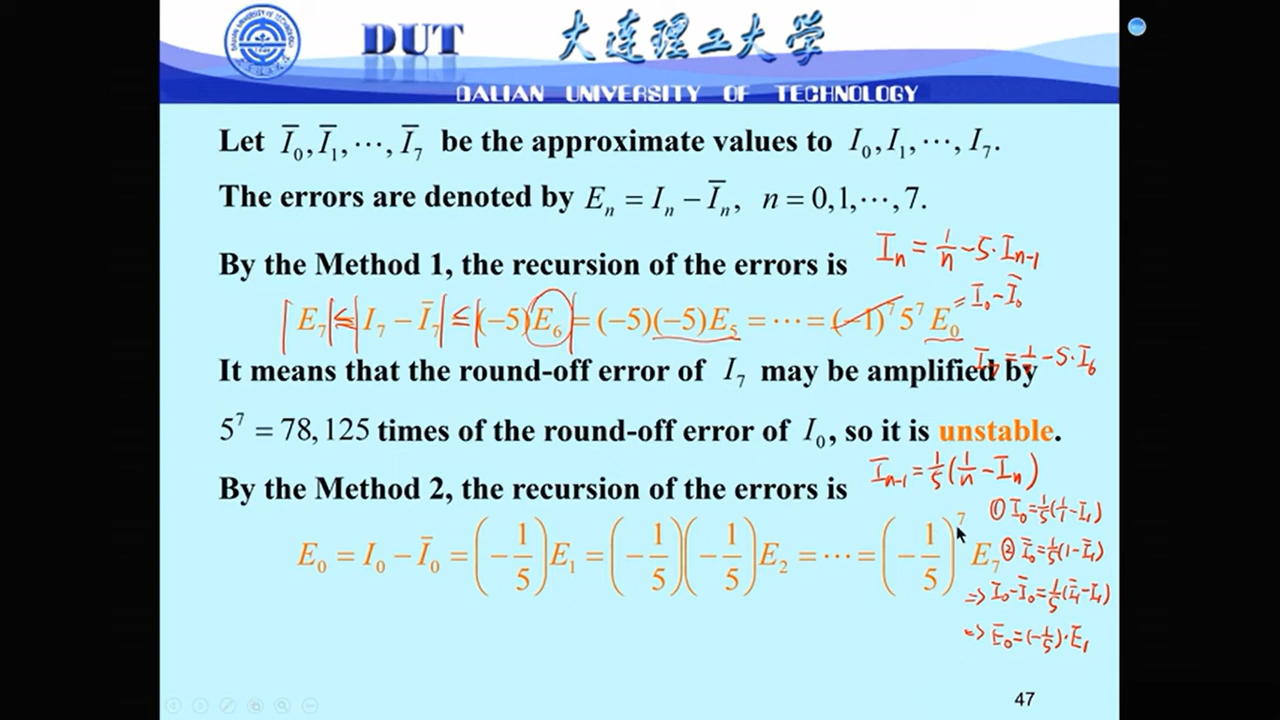 DUT 大连理工大学
DALIAN UNIVERSITY OF TECHNOLOGY
Let Ī₀, Ī₁, ⋯, Ī₇ be the approximate values to I₀, I₁, ⋯, I₇.
The errors are denoted by Eₙ = Iₙ − Īₙ, n = 0,1,⋯,7.
By the Method 1, the recursion of the errors is Iₙ = 1/n − 5·Iₙ₋₁
|E₇| ≤ |I₇ − Ī₇| ≤ |(−5)E₆| = (−5)(−5)E₅ = ⋯ = (−1)⁷ 5⁷ E₀ = I₀ − Ī₀
It means that the round-off error of I₇ may be amplified by
5⁷ = 78,125 times of the round-off error of I₀, so it is unstable.
By the Method 2, the recursion of the errors is Iₙ₋₁ = 1/5(1/n − Iₙ)
E₀ = I₀ − Ī₀ = (−1/5)E₁ = (−1/5)(−1/5)E₂ = ⋯ = (−1/5)⁷ E₇
① I₀ = 1/5(1/1 − I₁)
② Ī₀ = 1/5(1 − Ī₁)
⇒ I₀ − Ī₀ = 1/5(Ī₁ − I₁)
⇒ E₀ = (−1/5)·E₁
47